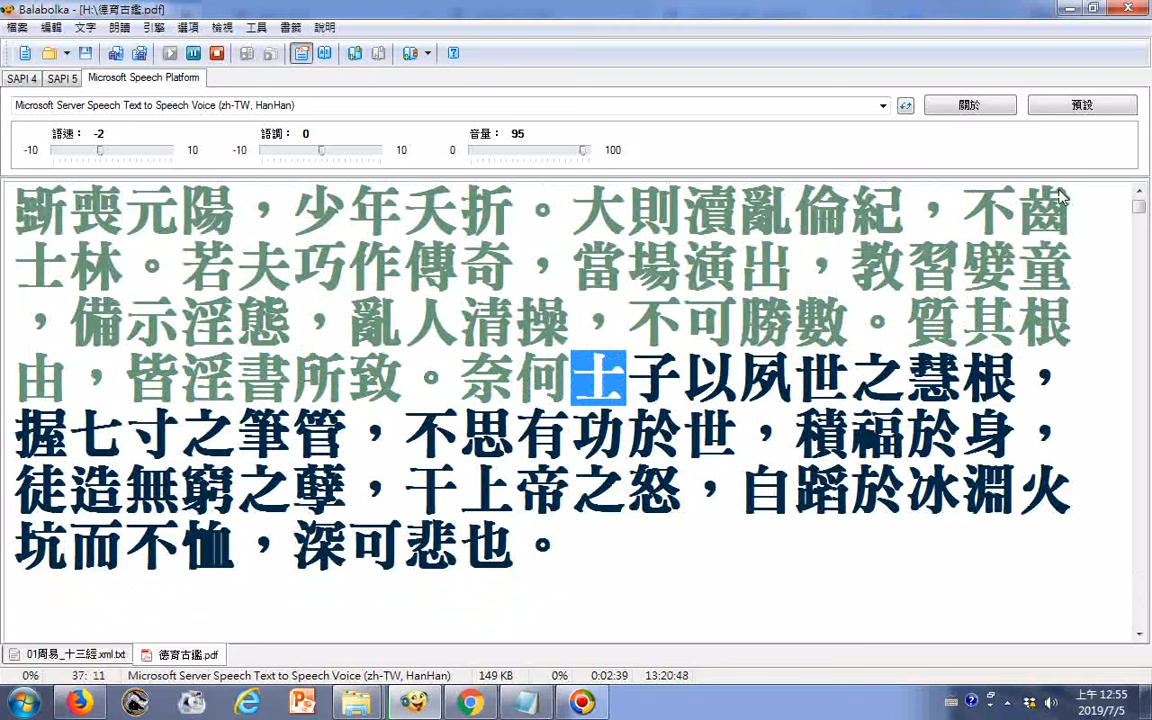 Balabolka - [H:\德育古鑑.pdf]
檔案 編輯 文字 朗讀 引擎 選項 檢視 工具 書籤 說明
SAPI 4 SAPI 5 Microsoft Speech Platform
Microsoft Server Speech Text to Speech Voice (zh-TW, HanHan) 關於 預設
語速： -2 語調： 0 音量： 95
-10 10 -10 10 0 100
斲喪元陽，少年夭折。大則瀆亂倫紀，不齒
士林。若夫巧作傳奇，當場演出，教習嬖童
，備示淫態，亂人清操，不可勝數。質其根
由，皆淫書所致。奈何士子以夙世之慧根，
握七寸之筆管，不思有功於世，積福於身，
徒造無窮之孽，干上帝之怒，自蹈於冰淵火
坑而不恤，深可悲也。
01周易_十三經.xml.txt 德育古鑑.pdf
0% 37: 11 Microsoft Server Speech Text to Speech Voice (zh-TW, HanHan) 149 KB 0% 0:02:39 13:20:48
上午 12:55
2019/7/5